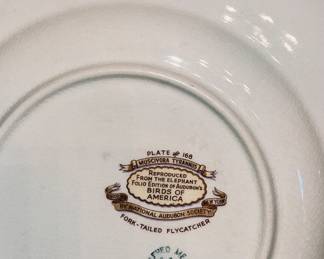 PLATE # 168
MUSCIVORA TYRANNUS
REPRODUCED
FROM THE ELEPHANT
FOLIO EDITION OF AUDUBON'S
BIRDS OF
AMERICA
BY NATIONAL AUDUBON SOCIETY
FORK-TAILED FLYCATCHER